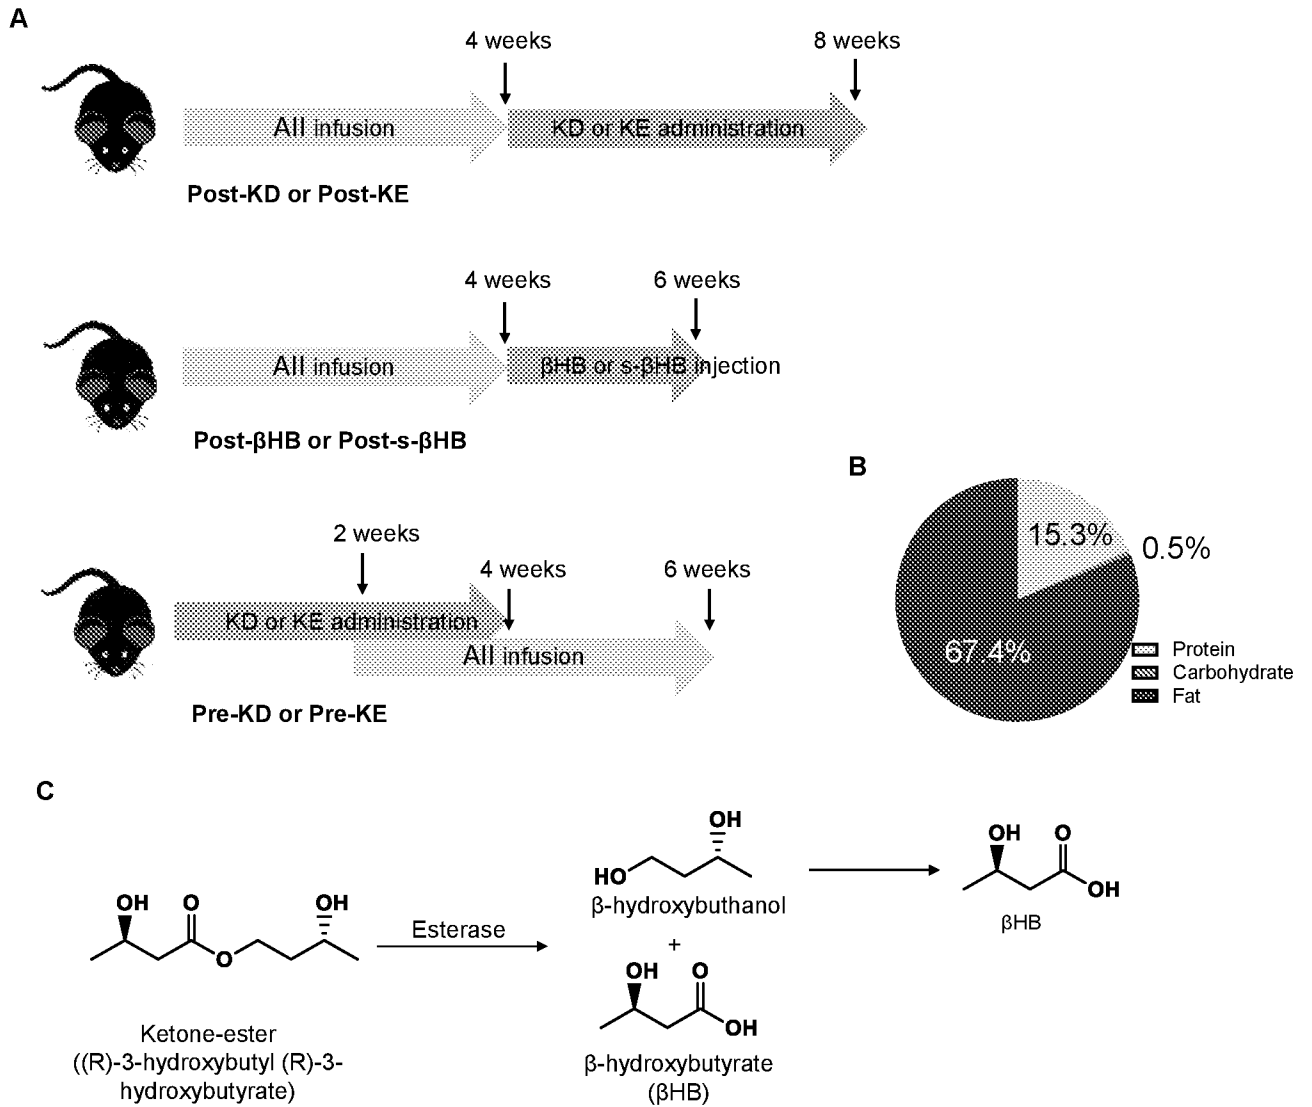 A
4 weeks
8 weeks
AII infusion
KD or KE administration
Post-KD or Post-KE
4 weeks
6 weeks
AII infusion
βHB or s-βHB injection
Post-βHB or Post-s-βHB
2 weeks
4 weeks
6 weeks
KD or KE administration
AII infusion
Pre-KD or Pre-KE
B
15.3%
0.5%
67.4%
Protein
Carbohydrate
Fat
C
OH
O
OH
O
Ketone-ester
((R)-3-hydroxybutyl (R)-3-
hydroxybutyrate)
Esterase
OH
HO
β-hydroxybuthanol
+
OH
O
OH
β-hydroxybutyrate
(βHB)
OH
O
OH
βHB